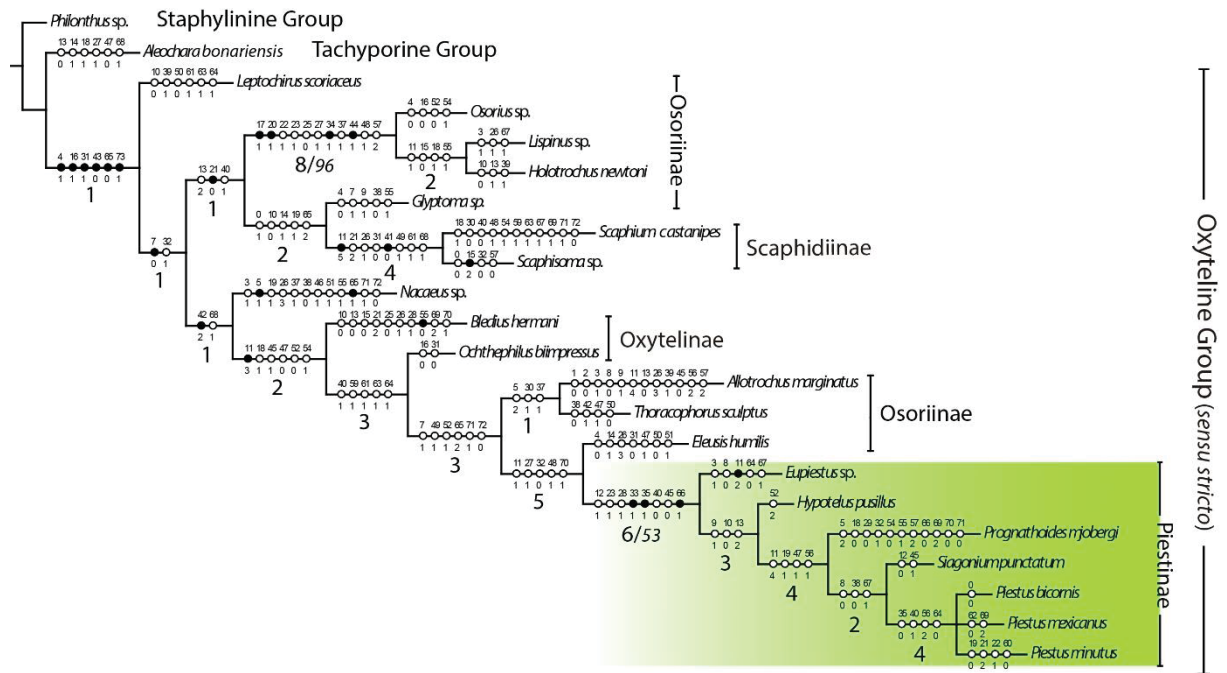 Philonthus sp. Staphylinine Group
13 14 18 27 47 68
Aleochara bonariensis Tachyporine Group
0 1 1 1 0 1
10 39 50 61 63 64
Leptochirus scoriaceus
0 1 0 1 1 1
4 16 52 54
Osorius sp.
0 0 0 1
17 20 22 23 25 27 34 37 44 48 57
1 1 1 1 0 1 1 1 1 1 2
8/96
3 26 67
Lispinus sp.
1 1 1
11 15 18 55
1 0 1 1
2
10 13 39
Holotrochus newtoni
0 1 1
Osoriinae
4 16 31 43 65 73
1 1 1 0 0 1
1
13 21 40
2 0 1
1
4 7 9 38 55
Glyptoma sp.
0 1 1 0 1
0 10 14 19 65
1 0 1 1 2
2
18 30 40 48 54 59 63 67 69 71 72
Scaphium castanipes
1 0 0 0 1 1 1 1 1 1 0
11 21 26 31 41 49 61 68
5 2 1 0 0 1 1 1
4
0 15 32 57
Scaphisoma sp.
0 2 0 0
Scaphidiinae
7 32
0 1
1
3 5 19 26 37 38 46 51 55 65 71 72
Nacaeus sp.
42 68
2 1
1
10 13 15 21 25 26 28 55 69 70
Bledius hermani
0 0 0 2 0 1 1 0 2 1
11 18 45 47 52 54
3 1 1 0 0 1
2
16 31
Ochthephilus biimpressus
0 0
Oxytelinae
40 59 61 63 64
1 1 1 1 1
3
1 2 3 8 9 11 13 26 39 45 56 57
Allotrochus marginatus
0 0 1 0 1 4 0 3 1 0 2 2
5 30 37
2 1 1
1
38 42 47 50
Thoracophorus sculptus
0 1 1 0
7 49 52 65 71 72
1 1 1 2 1 0
3
4 14 26 31 47 50 51
Eleusis humilis
0 1 3 0 1 0 1
Osoriinae
11 27 32 48 70
1 1 0 1 1
5
3 8 11 64 67
Eupiestus sp.
1 0 2 0 1
12 23 28 33 35 40 45 66
1 1 1 1 1 0 0 1
6/53
52
Hypotelus pusillus
2
9 10 13
1 0 2
3
5 18 29 32 54 55 57 66 69 70 71
Prognathoides mjobergi
2 0 0 1 0 1 2 0 0 0 0
11 19 47 56
4 1 1 1
4
12 45
Siagonium punctatum
0 1
8 38 67
0 0 1
2
0
Piestus bicornis
0
35 40 56 64
0 1 2 0
4
62 69
Piestus mexicanus
0 2
19 21 22 60
Piestus minutus
0 2 1 0
Piestinae
Oxyteline Group (sensu stricto)